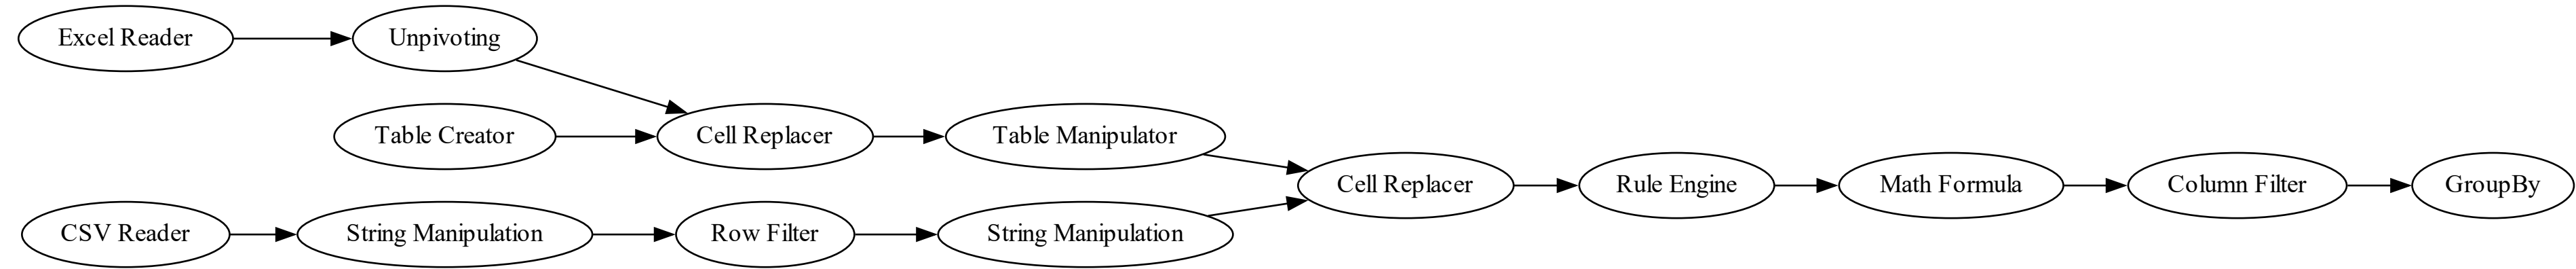 Excel Reader
Unpivoting
Table Creator
Cell Replacer
Table Manipulator
Cell Replacer
Rule Engine
Math Formula
Column Filter
GroupBy
CSV Reader
String Manipulation
Row Filter
String Manipulation